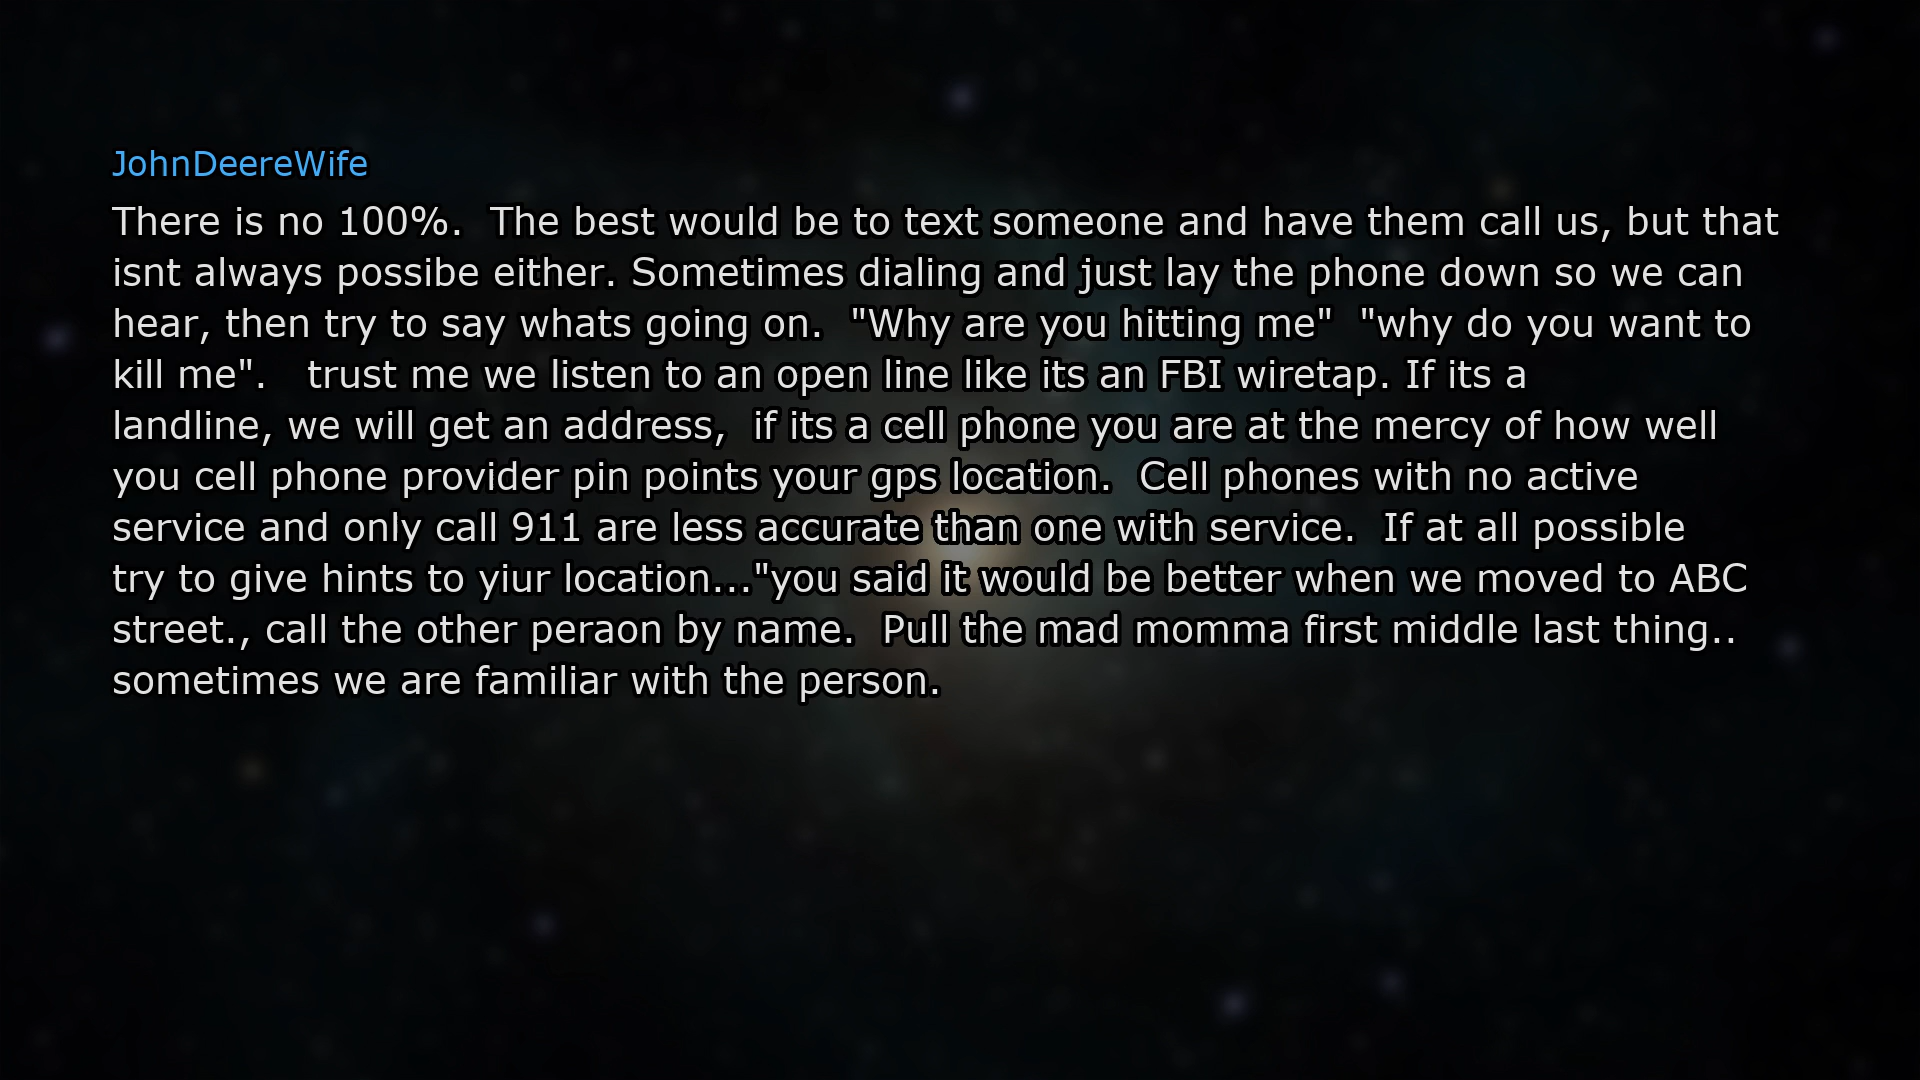 JohnDeereWife
There is no 100%.  The best would be to text someone and have them call us, but that
isnt always possibe either. Sometimes dialing and just lay the phone down so we can
hear, then try to say whats going on.  "Why are you hitting me"  "why do you want to
kill me".   trust me we listen to an open line like its an FBI wiretap. If its a
landline, we will get an address,  if its a cell phone you are at the mercy of how well
you cell phone provider pin points your gps location.  Cell phones with no active
service and only call 911 are less accurate than one with service.  If at all possible
try to give hints to yiur location..."you said it would be better when we moved to ABC
street., call the other peraon by name.  Pull the mad momma first middle last thing..
sometimes we are familiar with the person.